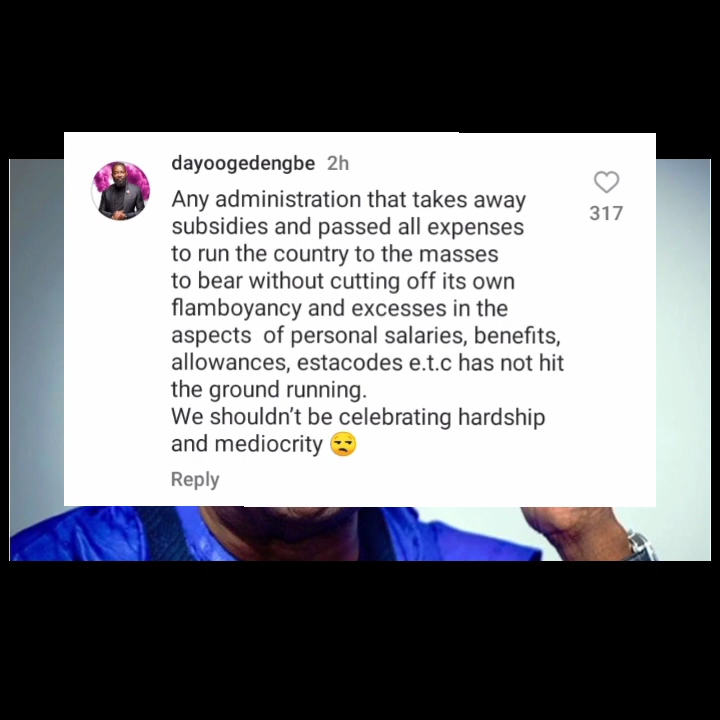 dayoogedengbe 2h
Any administration that takes away
subsidies and passed all expenses
to run the country to the masses
to bear without cutting off its own
flamboyancy and excesses in the
aspects  of personal salaries, benefits,
allowances, estacodes e.t.c has not hit
the ground running.
We shouldn't be celebrating hardship
and mediocrity 😒
317
Reply